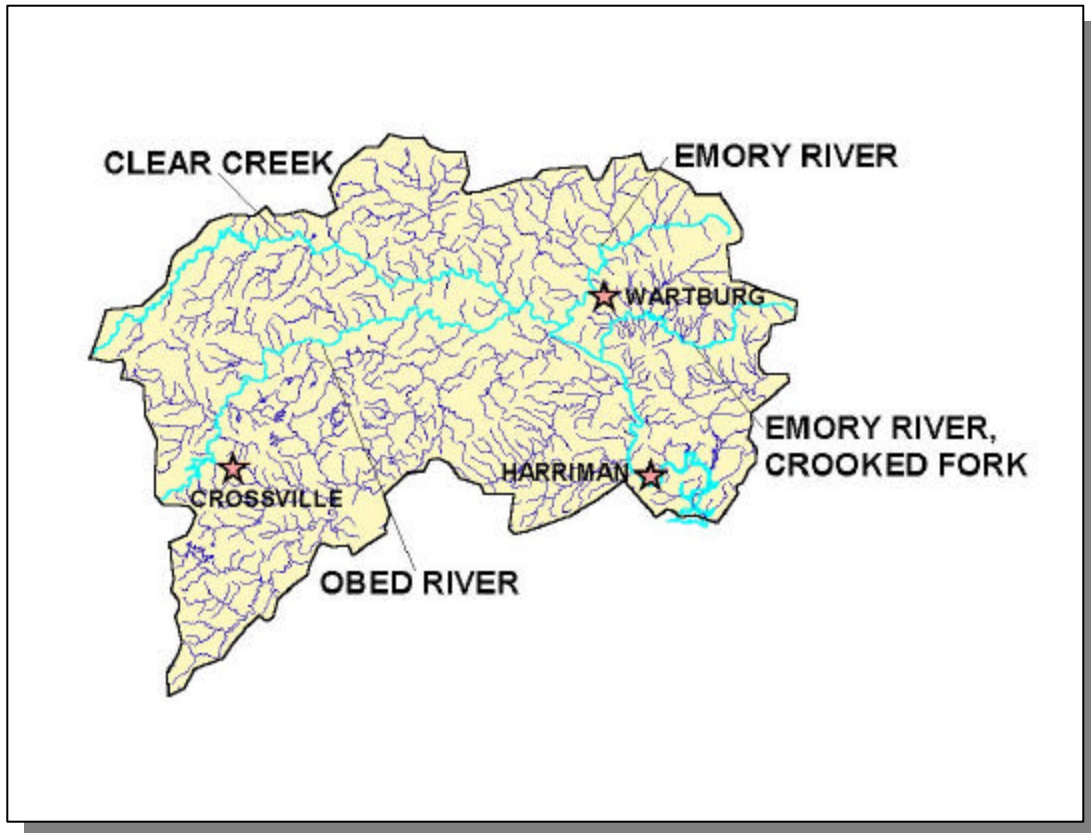 CLEAR CREEK
EMORY RIVER
WARTBURG
EMORY RIVER,
CROOKED FORK
HARRIMAN
CROSSVILLE
OBED RIVER